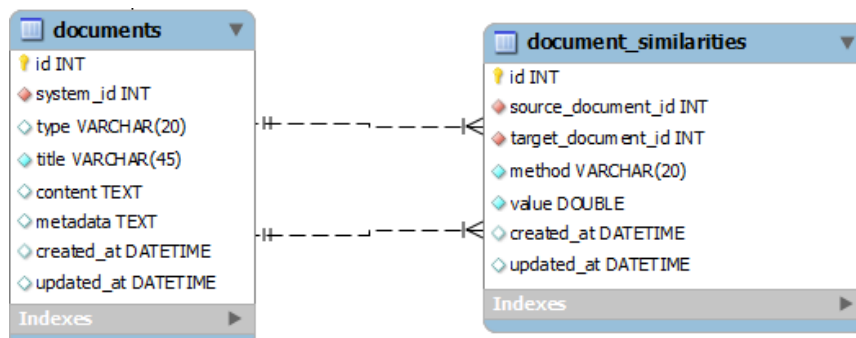 documents
id INT
system_id INT
type VARCHAR(20)
title VARCHAR(45)
content TEXT
metadata TEXT
created_at DATETIME
updated_at DATETIME
Indexes
document_similarities
id INT
source_document_id INT
target_document_id INT
method VARCHAR(20)
value DOUBLE
created_at DATETIME
updated_at DATETIME
Indexes